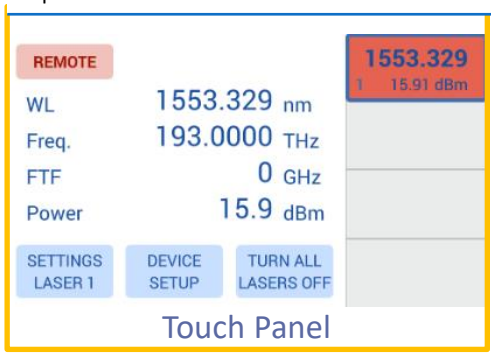 REMOTE
WL 1553.329 nm
Freq. 193.0000 THz
FTF 0 GHz
Power 15.9 dBm
SETTINGS
LASER 1
DEVICE
SETUP
TURN ALL
LASERS OFF
1553.329
1 15.91 dBm
Touch Panel